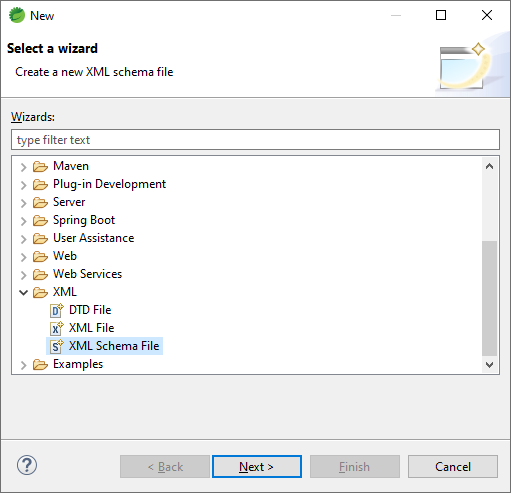 New
Select a wizard
Create a new XML schema file
Wizards:
type filter text
Maven
Plug-in Development
Server
Spring Boot
User Assistance
Web
Web Services
XML
DTD File
XML File
XML Schema File
Examples
? < Back Next > Finish Cancel